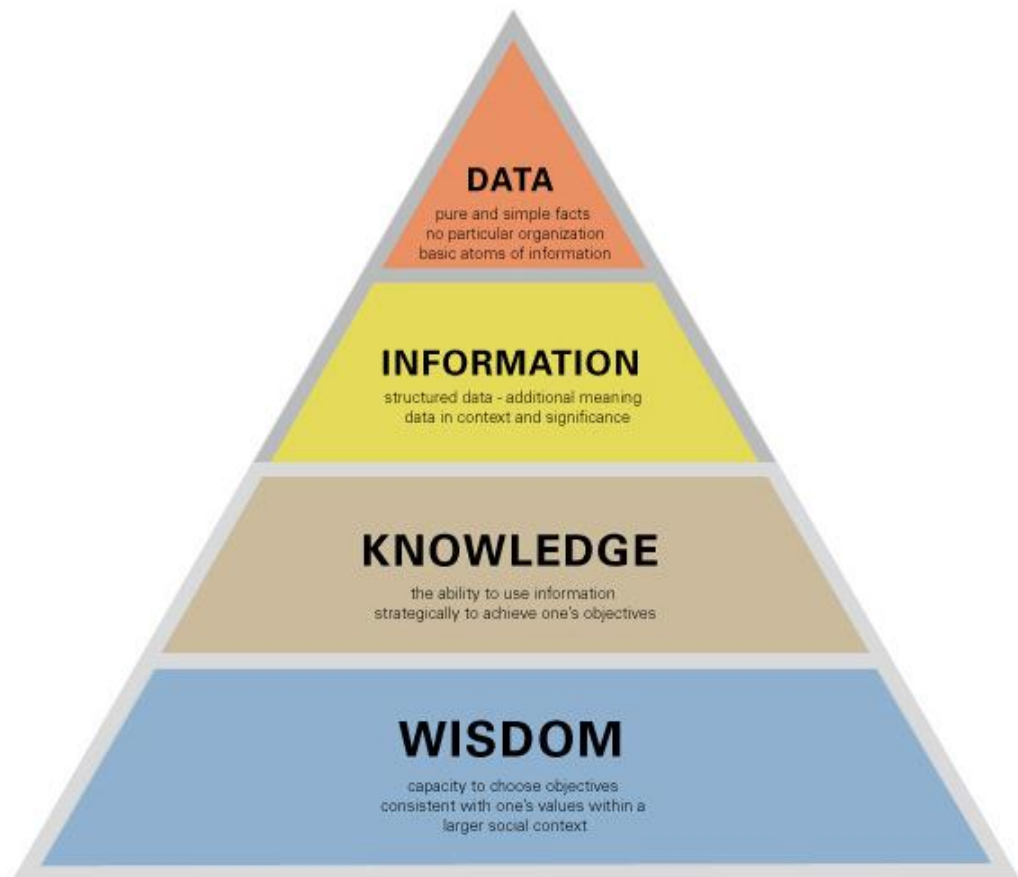 DATA
pure and simple facts
no particular organization
basic atoms of information
INFORMATION
structured data - additional meaning
data in context and significance
KNOWLEDGE
the ability to use information
strategically to achieve one's objectives
WISDOM
capacity to choose objectives
consistent with one's values within a
larger social context